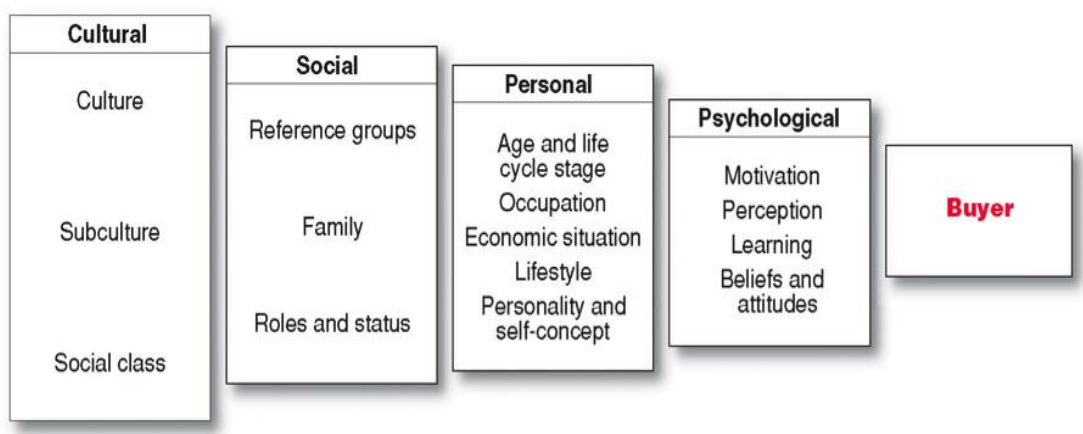 Cultural
Culture
Subculture
Social class
Social
Reference groups
Family
Roles and status
Personal
Age and life
cycle stage
Occupation
Economic situation
Lifestyle
Personality and
self-concept
Psychological
Motivation
Perception
Learning
Beliefs and
attitudes
Buyer